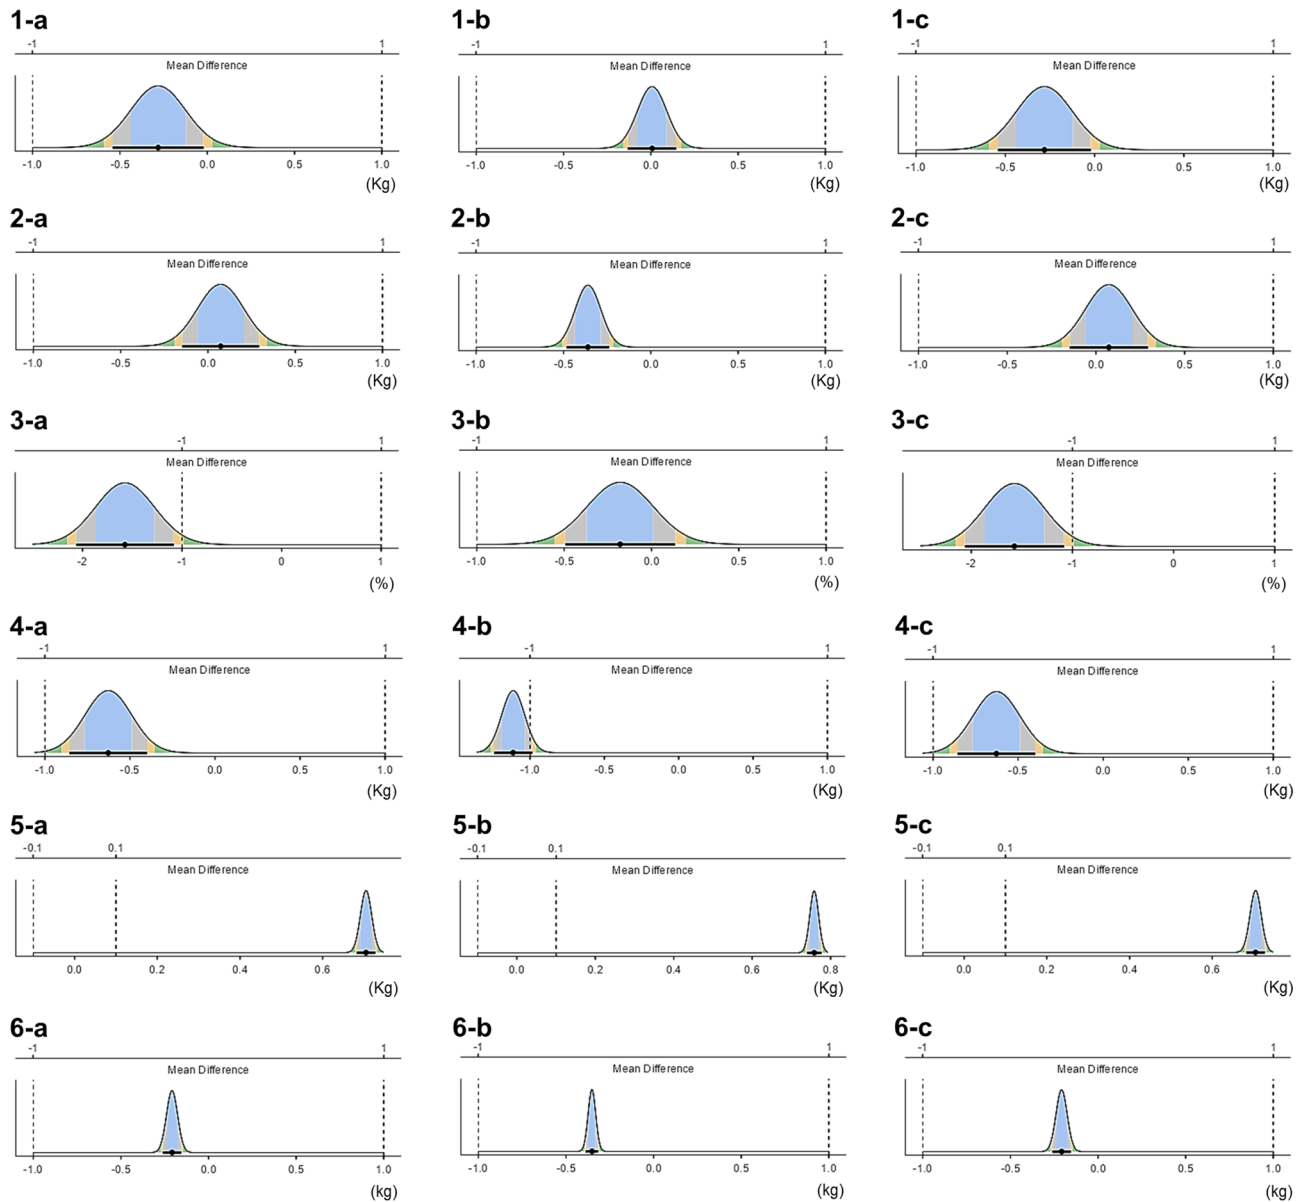 1-a 1-b 1-c
-1 1 -1 1 -1 1
Mean Difference Mean Difference Mean Difference
-1.0 -0.5 0.0 0.5 1.0 -1.0 -0.5 0.0 0.5 1.0 -1.0 -0.5 0.0 0.5 1.0
(Kg) (Kg) (Kg)
2-a 2-b 2-c
-1 1 -1 1 -1 1
Mean Difference Mean Difference Mean Difference
-1.0 -0.5 0.0 0.5 1.0 -1.0 -0.5 0.0 0.5 1.0 -1.0 -0.5 0.0 0.5 1.0
(Kg) (Kg) (Kg)
3-a 3-b 3-c
-1 1 -1 1 -1 1
Mean Difference Mean Difference Mean Difference
-2 -1 0 1 -1.0 -0.5 0.0 0.5 1.0 -2 -1 0 1
(%) (%) (%)
4-a 4-b 4-c
-1 1 -1 1 -1 1
Mean Difference Mean Difference Mean Difference
-1.0 -0.5 0.0 0.5 1.0 -1.0 -0.5 0.0 0.5 1.0 -1.0 -0.5 0.0 0.5 1.0
(Kg) (Kg) (Kg)
5-a 5-b 5-c
-0.1 0.1 -0.1 0.1 -0.1 0.1
Mean Difference Mean Difference Mean Difference
0.0 0.2 0.4 0.6 0.0 0.2 0.4 0.6 0.8 0.0 0.2 0.4 0.6
(Kg) (Kg) (Kg)
6-a 6-b 6-c
-1 1 -1 1 -1 1
Mean Difference Mean Difference Mean Difference
-1.0 -0.5 0.0 0.5 1.0 -1.0 -0.5 0.0 0.5 1.0 -1.0 -0.5 0.0 0.5 1.0
(kg) (kg) (kg)